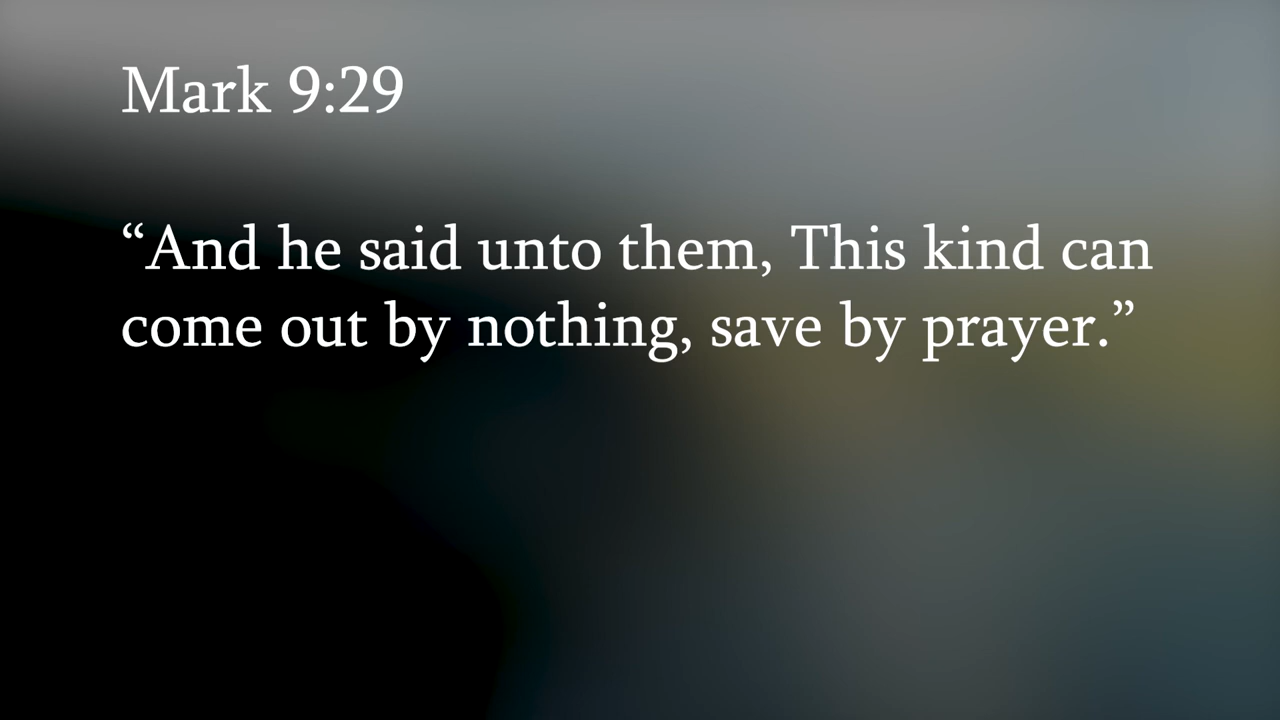 Mark 9:29
“And he said unto them, This kind can
come out by nothing, save by prayer.”